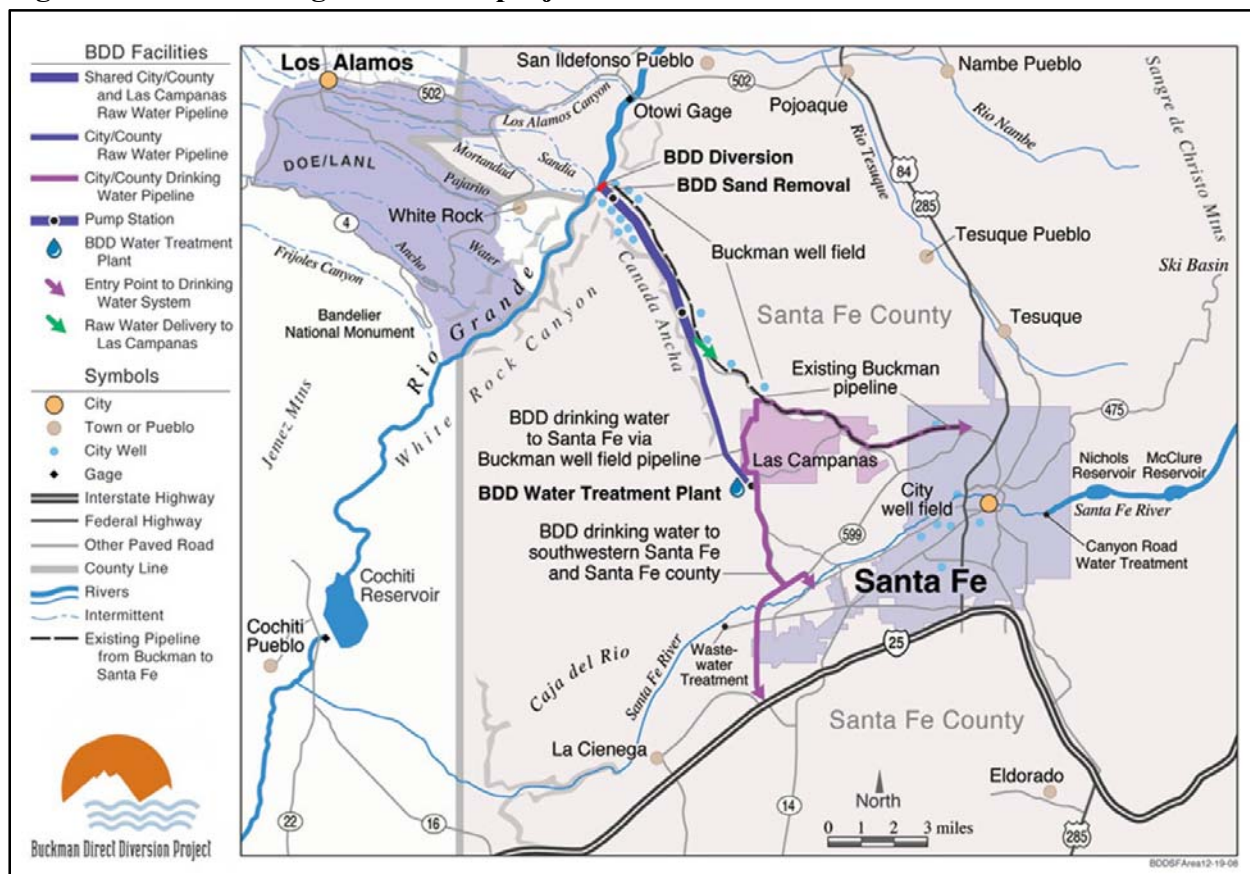 BDD Facilities
Shared City/County
and Las Campanas
Raw Water Pipeline
City/County
Raw Water Pipeline
City/County Drinking
Water Pipeline
Pump Station
BDD Water Treatment
Plant
Entry Point to Drinking
Water System
Raw Water Delivery to
Las Campanas
Symbols
City
Town or Pueblo
City Well
Gage
Interstate Highway
Federal Highway
Other Paved Road
County Line
Rivers
Intermittent
Existing Pipeline
from Buckman to
Santa Fe
Buckman Direct Diversion Project
Los Alamos
San Ildefonso Pueblo
Nambe Pueblo
502
502
Pojoaque
Otowi Gage
Los Alamos Canyon
Rio Nambe
Rio Tesuque
Sangre de Christo Mtns
DOE/LANL
Mortandad
Sandia
Pajarito
BDD Diversion
BDD Sand Removal
84
285
White Rock
4
Water
Ancho
Frijoles Canyon
Buckman well field
Tesuque Pueblo
Ski Basin
Canada Ancha
Bandelier
National Monument
Rio Grande
White Rock Canyon
Santa Fe County
Tesuque
Jemez Mtns
Existing Buckman
pipeline
475
BDD drinking water
to Santa Fe via
Buckman well field pipeline
Las Campanas
Nichols
Reservoir
McClure
Reservoir
BDD Water Treatment Plant
City
well field
Santa Fe River
599
BDD drinking water to
southwestern Santa Fe
and Santa Fe county
Canyon Road
Water Treatment
Santa Fe
Cochiti
Reservoir
Cochiti
Pueblo
25
Waste-
water
Treatment
Caja del Rio
Santa Fe River
Santa Fe County
La Cienega
Eldorado
North
22
16
14
285
0 1 2 3 miles
BDDSFArea12-19-08